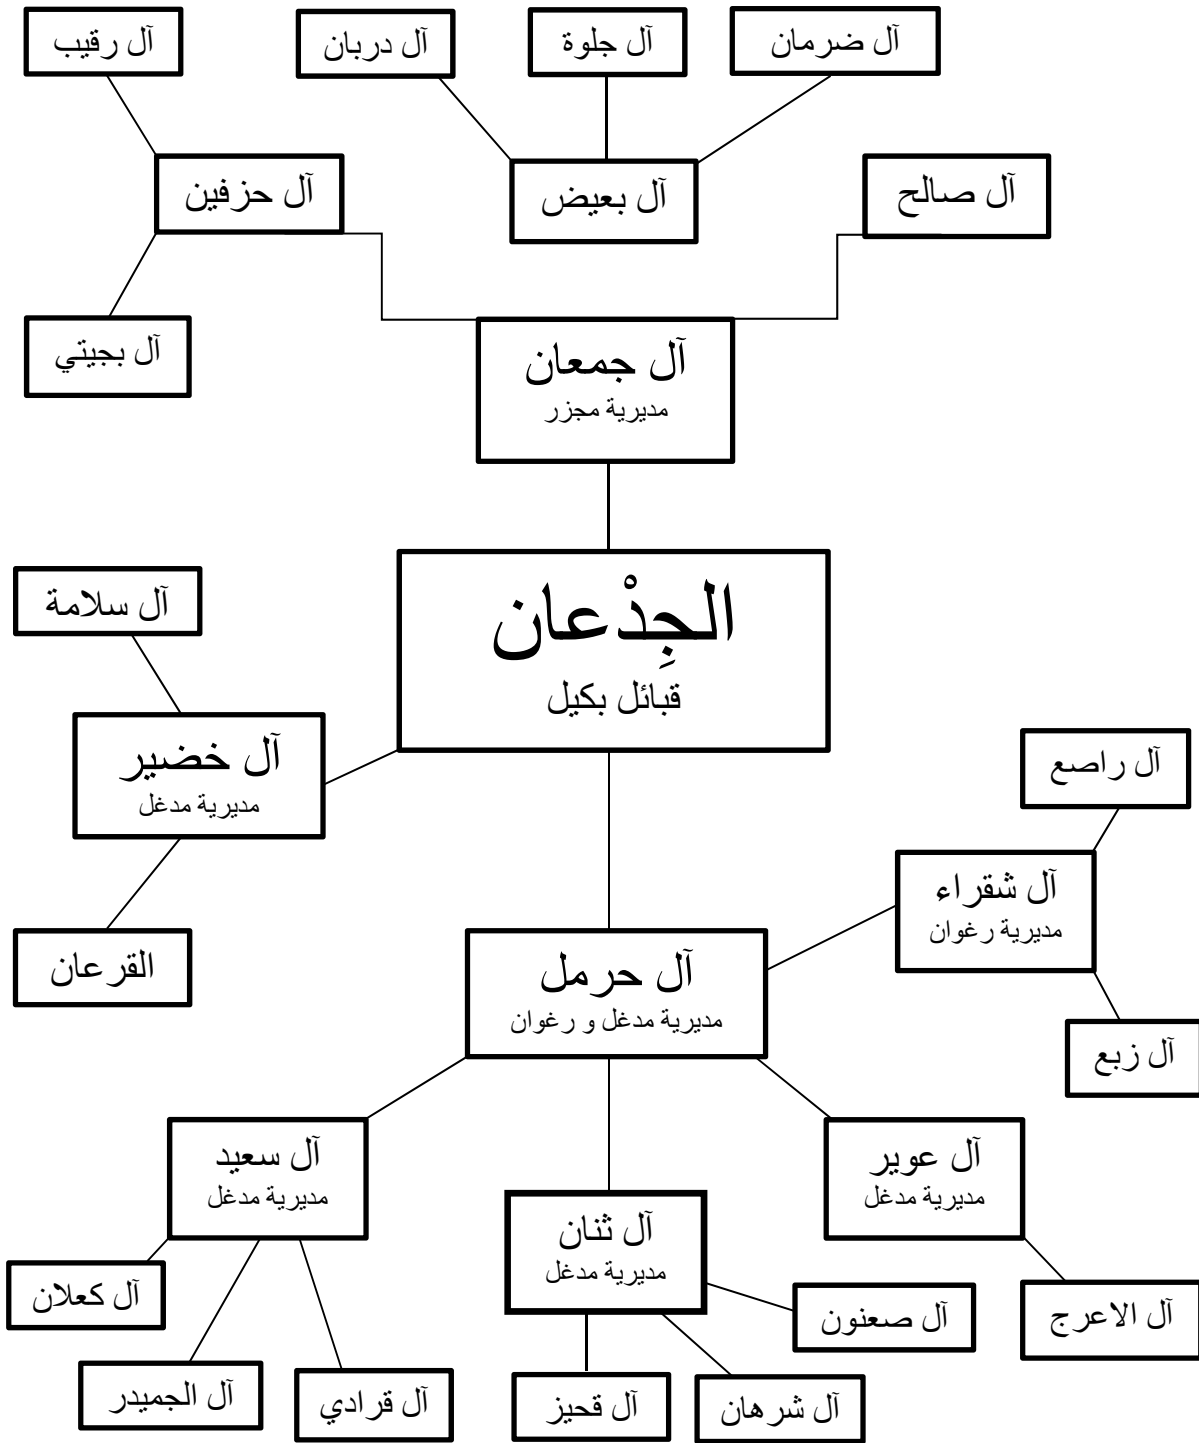 آل ضرمان
آل جلوة
آل دربان
آل رقيب
آل صالح
آل بعيض
آل حزفين
آل بجيتي
آل جمعان
مديرية مجزر
الجِدْعان
قبائل بكيل
آل سلامة
آل خضير
مديرية مدغل
القرعان
آل راصع
آل شقراء
مديرية رغوان
آل زبع
آل حرمل
مديرية مدغل و رغوان
آل عوير
مديرية مدغل
آل ثنان
مديرية مدغل
آل سعيد
مديرية مدغل
آل الاعرج
آل صعنون
آل شرهان
آل قحيز
آل قرادي
آل الجميدر
آل كعلان